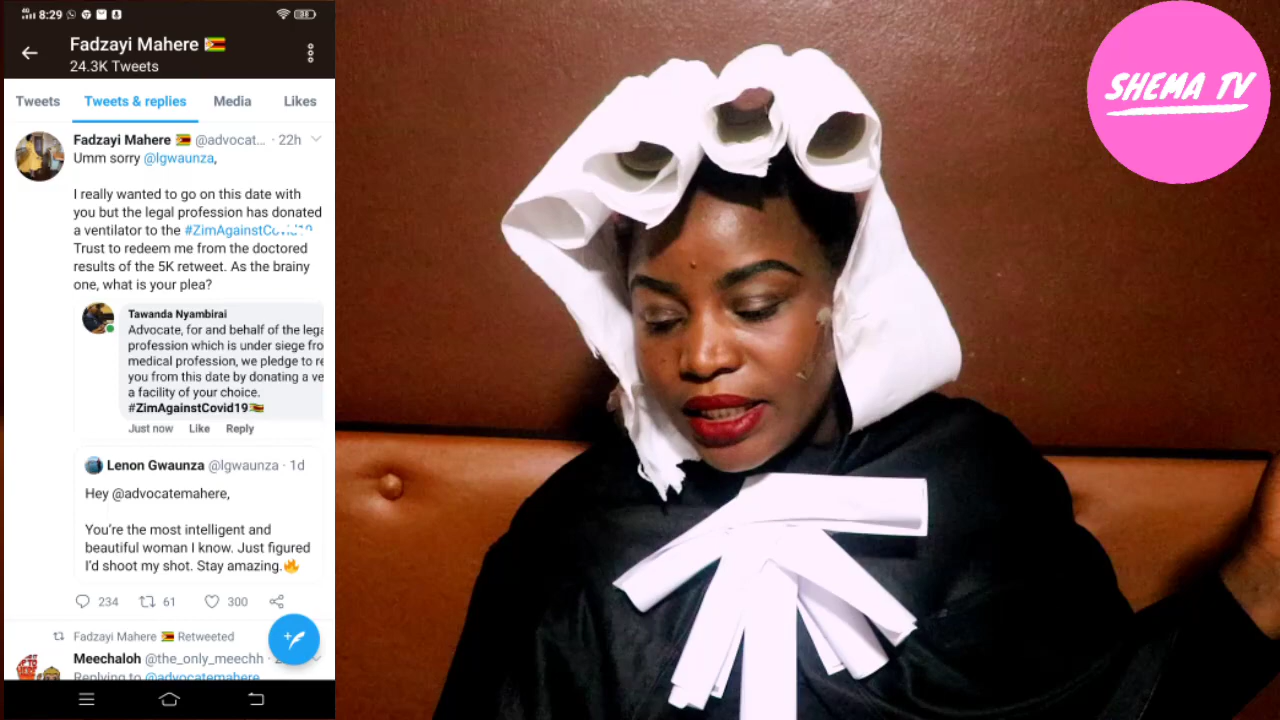 8:29
Fadzayi Mahere
24.3K Tweets
Tweets Tweets & replies Media Likes
Fadzayi Mahere @advocat... · 22h
Umm sorry @lgwaunza,
I really wanted to go on this date with
you but the legal profession has donated
a ventilator to the #ZimAgainstCovid19
Trust to redeem me from the doctored
results of the 5K retweet. As the brainy
one, what is your plea?
Tawanda Nyambirai
Advocate, for and behalf of the lega
profession which is under siege fro
medical profession, we pledge to re
you from this date by donating a ve
a facility of your choice.
#ZimAgainstCovid19
Just now Like Reply
Lenon Gwaunza @lgwaunza · 1d
Hey @advocatemahere,
You're the most intelligent and
beautiful woman I know. Just figured
I'd shoot my shot. Stay amazing.
234 61 300
Fadzayi Mahere Retweeted
Meechaloh @the_only_meechh ·
Replying to @advocatemahere
SHEMA TV